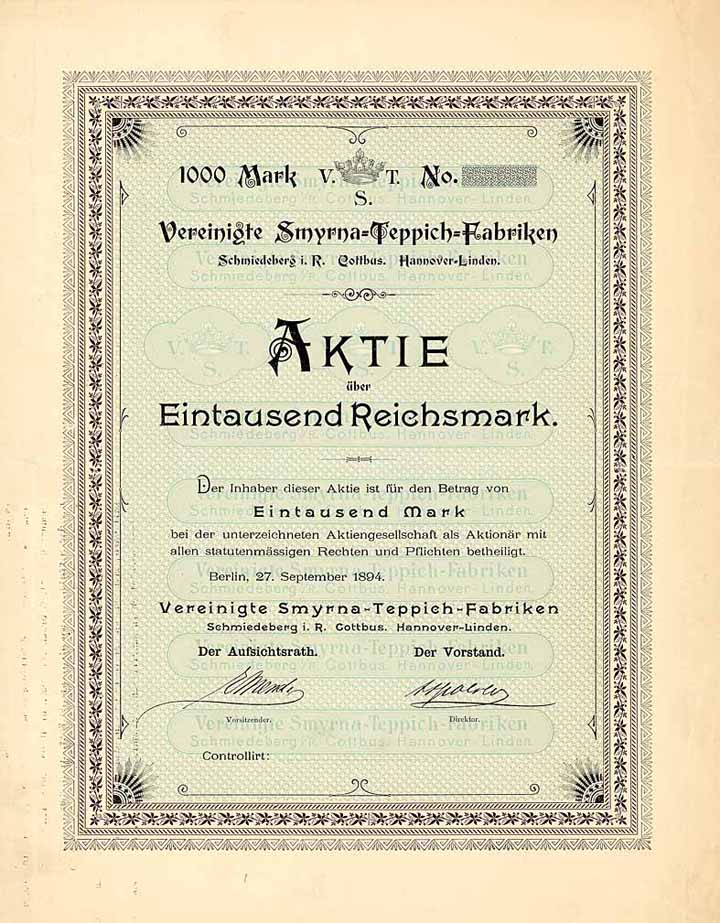 1000 Mark V. T. No.
S.
Vereinigte Smyrna=Teppich=Fabriken
Schmiedeberg i. R. Cottbus. Hannover-Linden.
AKTIE
über
Eintausend Reichsmark.
Der Inhaber dieser Aktie ist für den Betrag von
Eintausend Mark
bei der unterzeichneten Aktiengesellschaft als Aktionär mit
allen statutenmässigen Rechten und Pflichten betheiligt.
Berlin, 27. September 1894.
Vereinigte Smyrna-Teppich-Fabriken
Schmiedeberg i. R. Cottbus. Hannover-Linden.
Der Aufsichtsrath. Der Vorstand.
Vorsitzender. Direktor.
Controllirt: